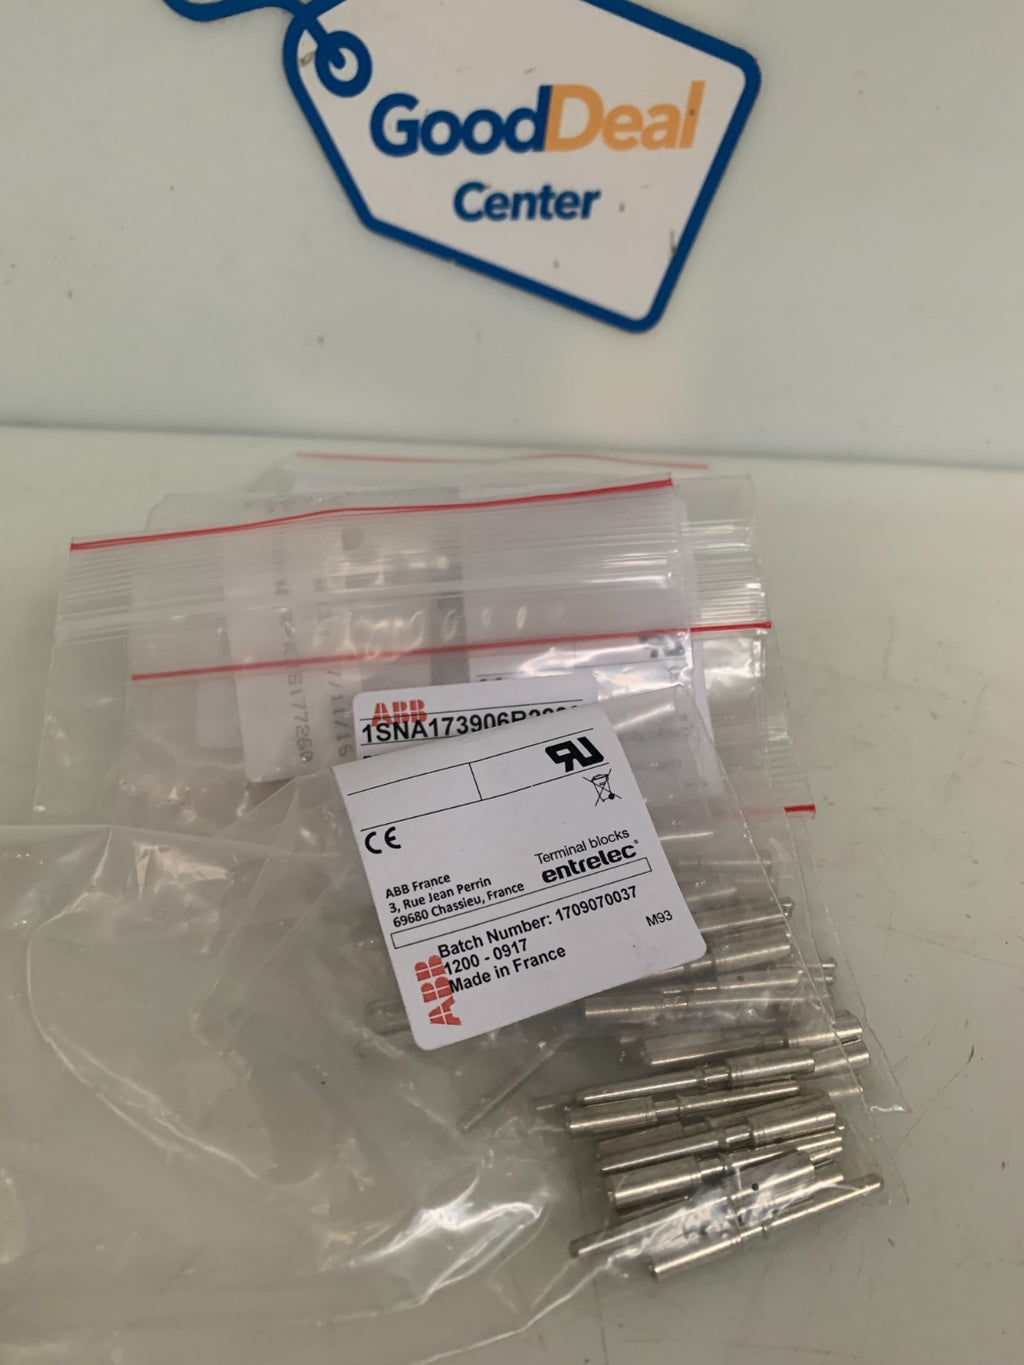 GoodDeal
Center
ABB
1SNA173906R
CE
Terminal blocks
entrelec®
ABB France
3, Rue Jean Perrin
69680 Chassieu, France
Batch Number: 1709070037
1200 - 0917
Made in France
M93
ABB